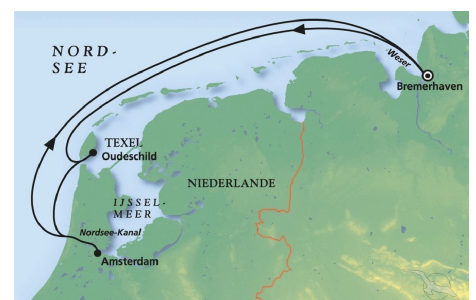 NORD-
SEE
Weser
Bremerhaven
TEXEL
Oudeschild
NIEDERLANDE
IJSSEL-
MEER
Nordsee-Kanal
Amsterdam